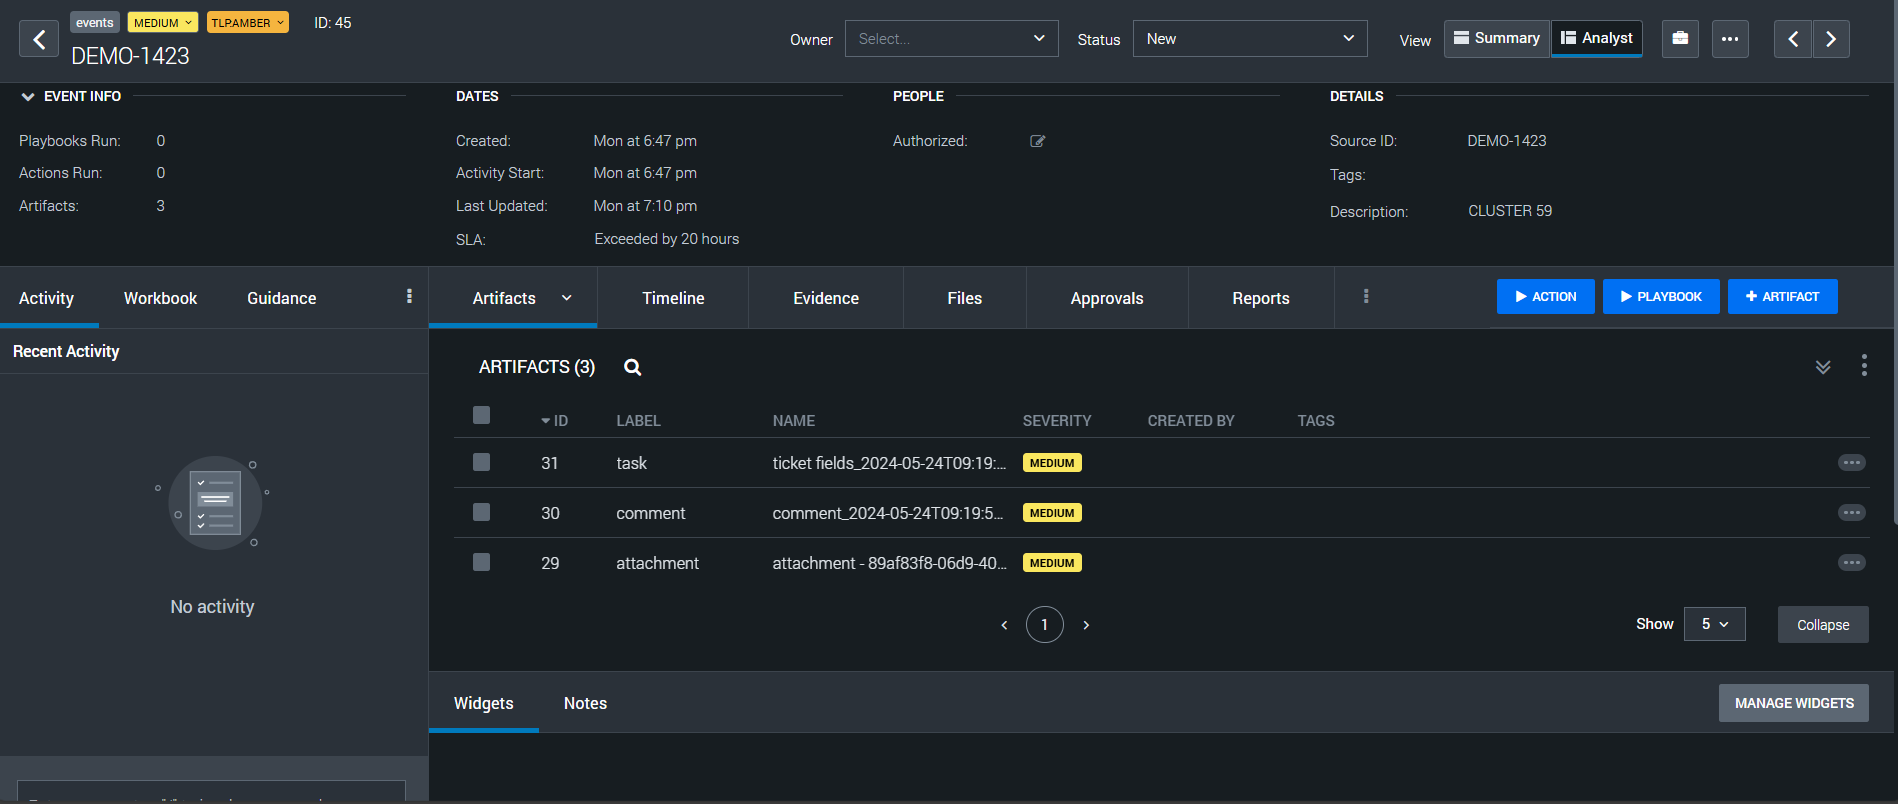 events MEDIUM TLP:AMBER ID: 45
DEMO-1423
Owner Select... Status New View Summary Analyst
EVENT INFO
Playbooks Run: 0
Actions Run: 0
Artifacts: 3
DATES
Created: Mon at 6:47 pm
Activity Start: Mon at 6:47 pm
Last Updated: Mon at 7:10 pm
SLA: Exceeded by 20 hours
PEOPLE
Authorized:
DETAILS
Source ID: DEMO-1423
Tags:
Description: CLUSTER 59
Activity Workbook Guidance
Recent Activity
No activity
Artifacts Timeline Evidence Files Approvals Reports
ACTION PLAYBOOK ARTIFACT
ARTIFACTS (3)
ID LABEL NAME SEVERITY CREATED BY TAGS
31 task ticket fields_2024-05-24T09:19:... MEDIUM
30 comment comment_2024-05-24T09:19:5... MEDIUM
29 attachment attachment - 89af83f8-06d9-40... MEDIUM
1
Show 5 Collapse
Widgets Notes MANAGE WIDGETS